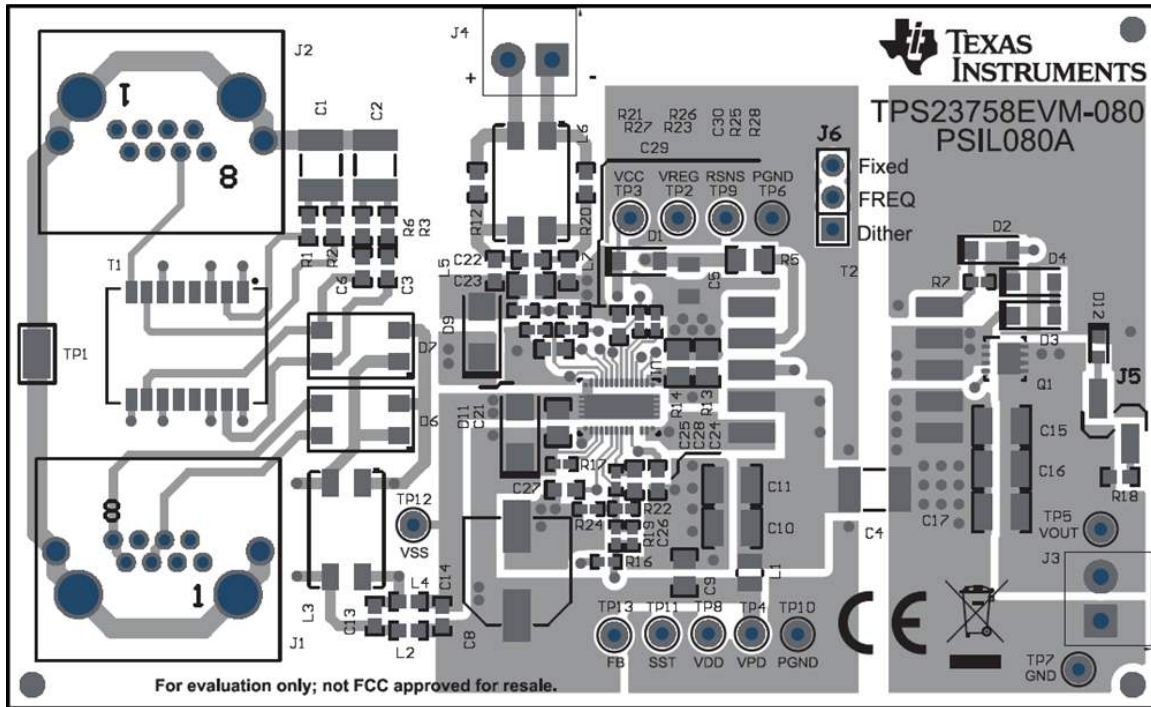 J2
1
8
C1
C2
J4
+
-
L6
R12
R20
R21
R27
R26
R23
C30
R25
R28
C29
VCC
TP3
VREG
TP2
RSNS
TP9
PGND
TP6
J6
Fixed
FREQ
Dither
TEXAS
INSTRUMENTS
TPS23758EVM-080
PSIL080A
T1
R1
R2
R6
R3
C6
C3
L5
C22
C23
L7
D1
C5
R5
T2
D2
D4
R7
D3
D12
Q1
J5
TP1
D7
D6
D9
D11
C21
U1
R14
R13
C25
C28
C24
R17
C27
R24
R22
R19
C26
R16
C11
C10
C9
L1
C4
C15
C16
C17
R18
TP5
VOUT
J3
TP7
GND
8
1
J1
TP12
VSS
L3
C13
L4
L2
C14
C8
TP13
FB
TP11
SST
TP8
VDD
TP4
VPD
TP10
PGND
CE
For evaluation only; not FCC approved for resale.